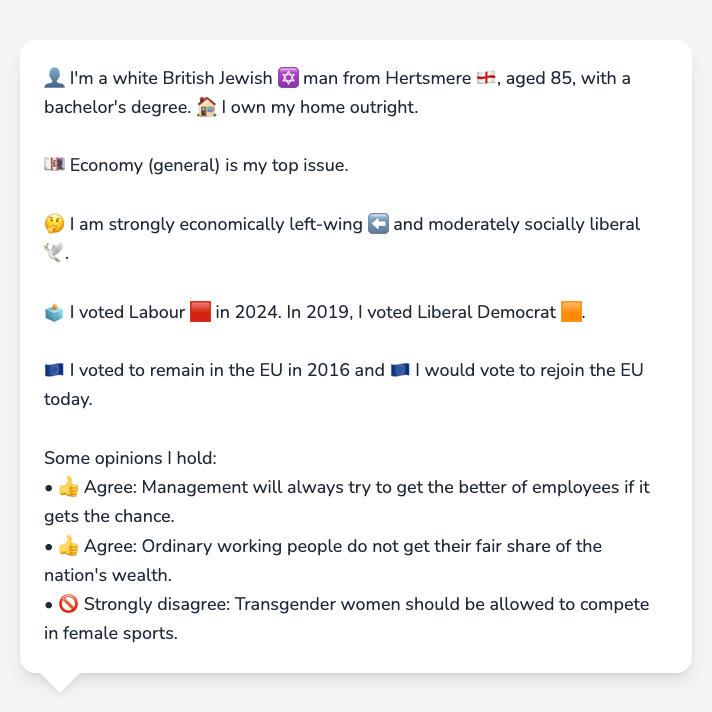 👤 I'm a white British Jewish ✡️ man from Hertsmere 🏴󠁧󠁢󠁥󠁮󠁧󠁿, aged 85, with a
bachelor's degree. 🏠 I own my home outright.
💷 Economy (general) is my top issue.
🤔 I am strongly economically left-wing ⬅️ and moderately socially liberal
🕊️.
🗳️ I voted Labour 🟥 in 2024. In 2019, I voted Liberal Democrat 🟧.
🇪🇺 I voted to remain in the EU in 2016 and 🇪🇺 I would vote to rejoin the EU
today.
Some opinions I hold:
• 👍 Agree: Management will always try to get the better of employees if it
gets the chance.
• 👍 Agree: Ordinary working people do not get their fair share of the
nation's wealth.
• 🚫 Strongly disagree: Transgender women should be allowed to compete
in female sports.